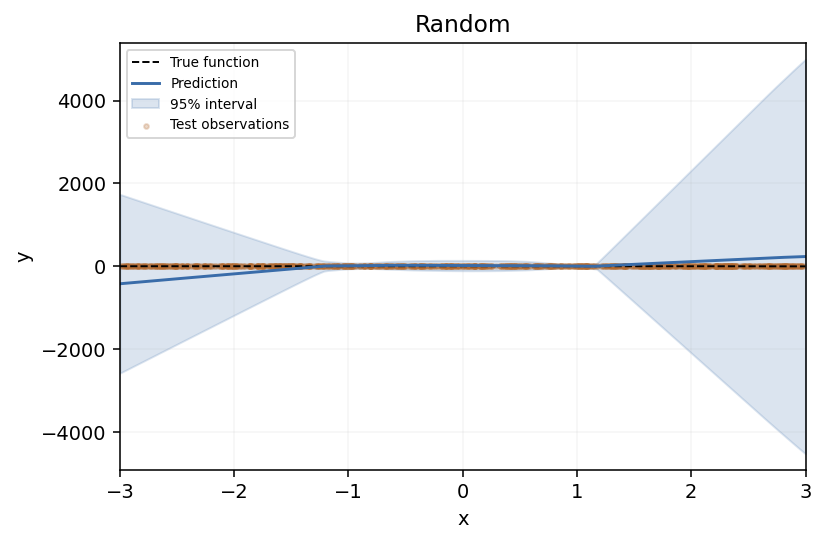 Random
True function
Prediction
95% interval
Test observations
4000
2000
0
−2000
−4000
y
−3
−2
−1
0
1
2
3
x